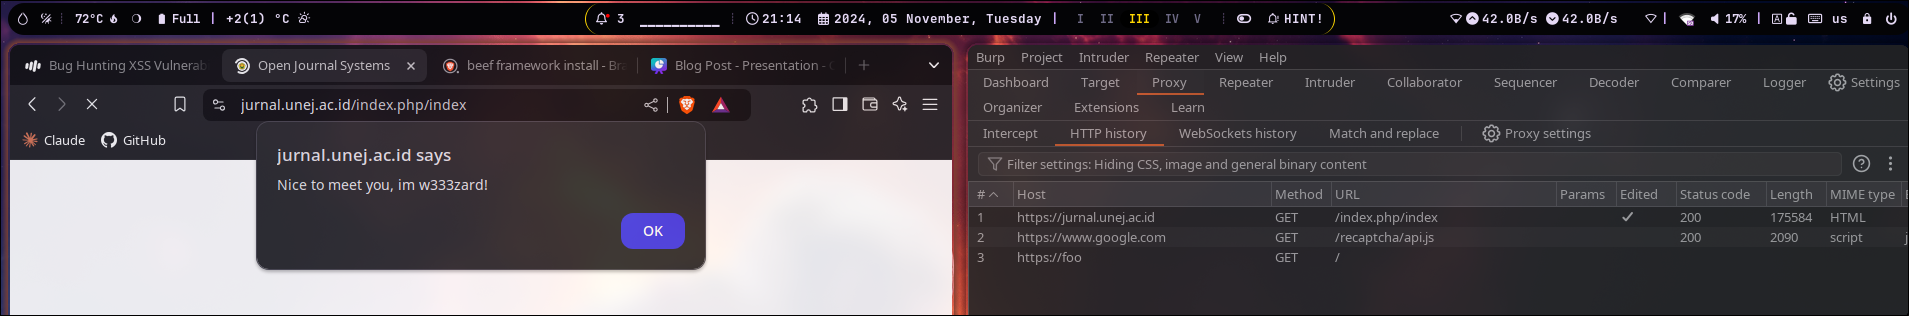 72°C Full | +2(1) °C 3 21:14 2024, 05 November, Tuesday | I II III IV V HINT! 42.0B/s 42.0B/s | 17% | A us
Bug Hunting XSS Vulnerab Open Journal Systems beef framework install - Bra Blog Post - Presentation -
jurnal.unej.ac.id/index.php/index
Claude GitHub
jurnal.unej.ac.id says
Nice to meet you, im w333zard!
OK
Burp Project Intruder Repeater View Help
Dashboard Target Proxy Repeater Intruder Collaborator Sequencer Decoder Comparer Logger Settings
Organizer Extensions Learn
Intercept HTTP history WebSockets history Match and replace Proxy settings
Filter settings: Hiding CSS, image and general binary content
# Host Method URL Params Edited Status code Length MIME type
1 https://jurnal.unej.ac.id GET /index.php/index ✓ 200 175584 HTML
2 https://www.google.com GET /recaptcha/api.js 200 2090 script j
3 https://foo GET /